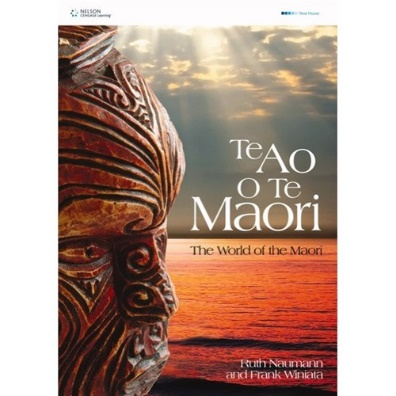 NELSON
CENGAGE Learning
Te Ao
o Te
Maori
The World of the Maori
Ruth Naumann
and Frank Winiata